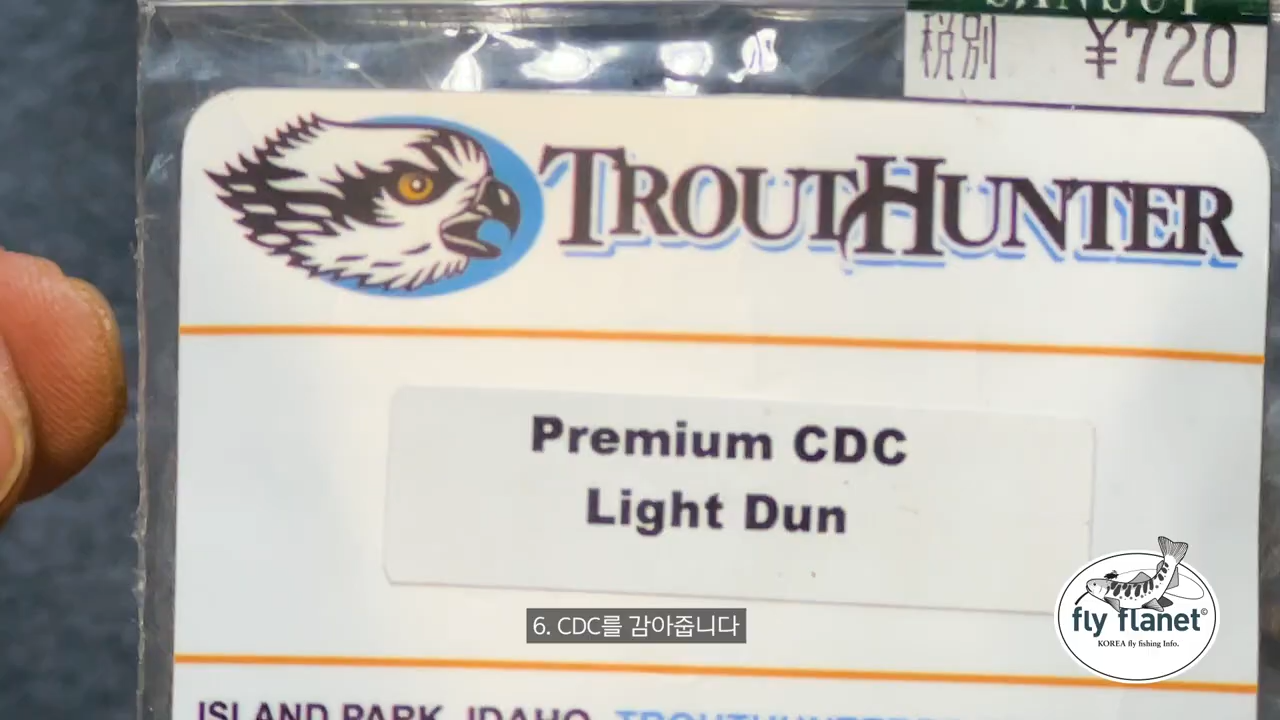 SANSUI
税別 ¥720
TROUTHUNTER
Premium CDC
Light Dun
6. CDC를 감아줍니다
fly flanet©
KOREA fly fishing Info.
ISLAND PARK, IDAHO